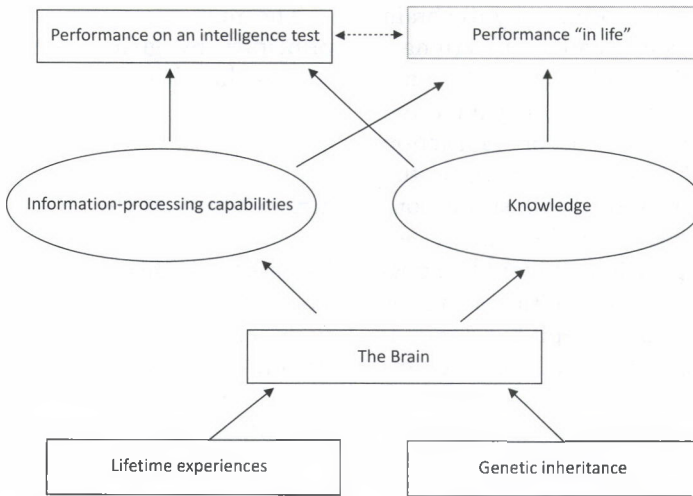 Performance on an intelligence test
Performance “in life”
Information-processing capabilities
Knowledge
The Brain
Lifetime experiences
Genetic inheritance